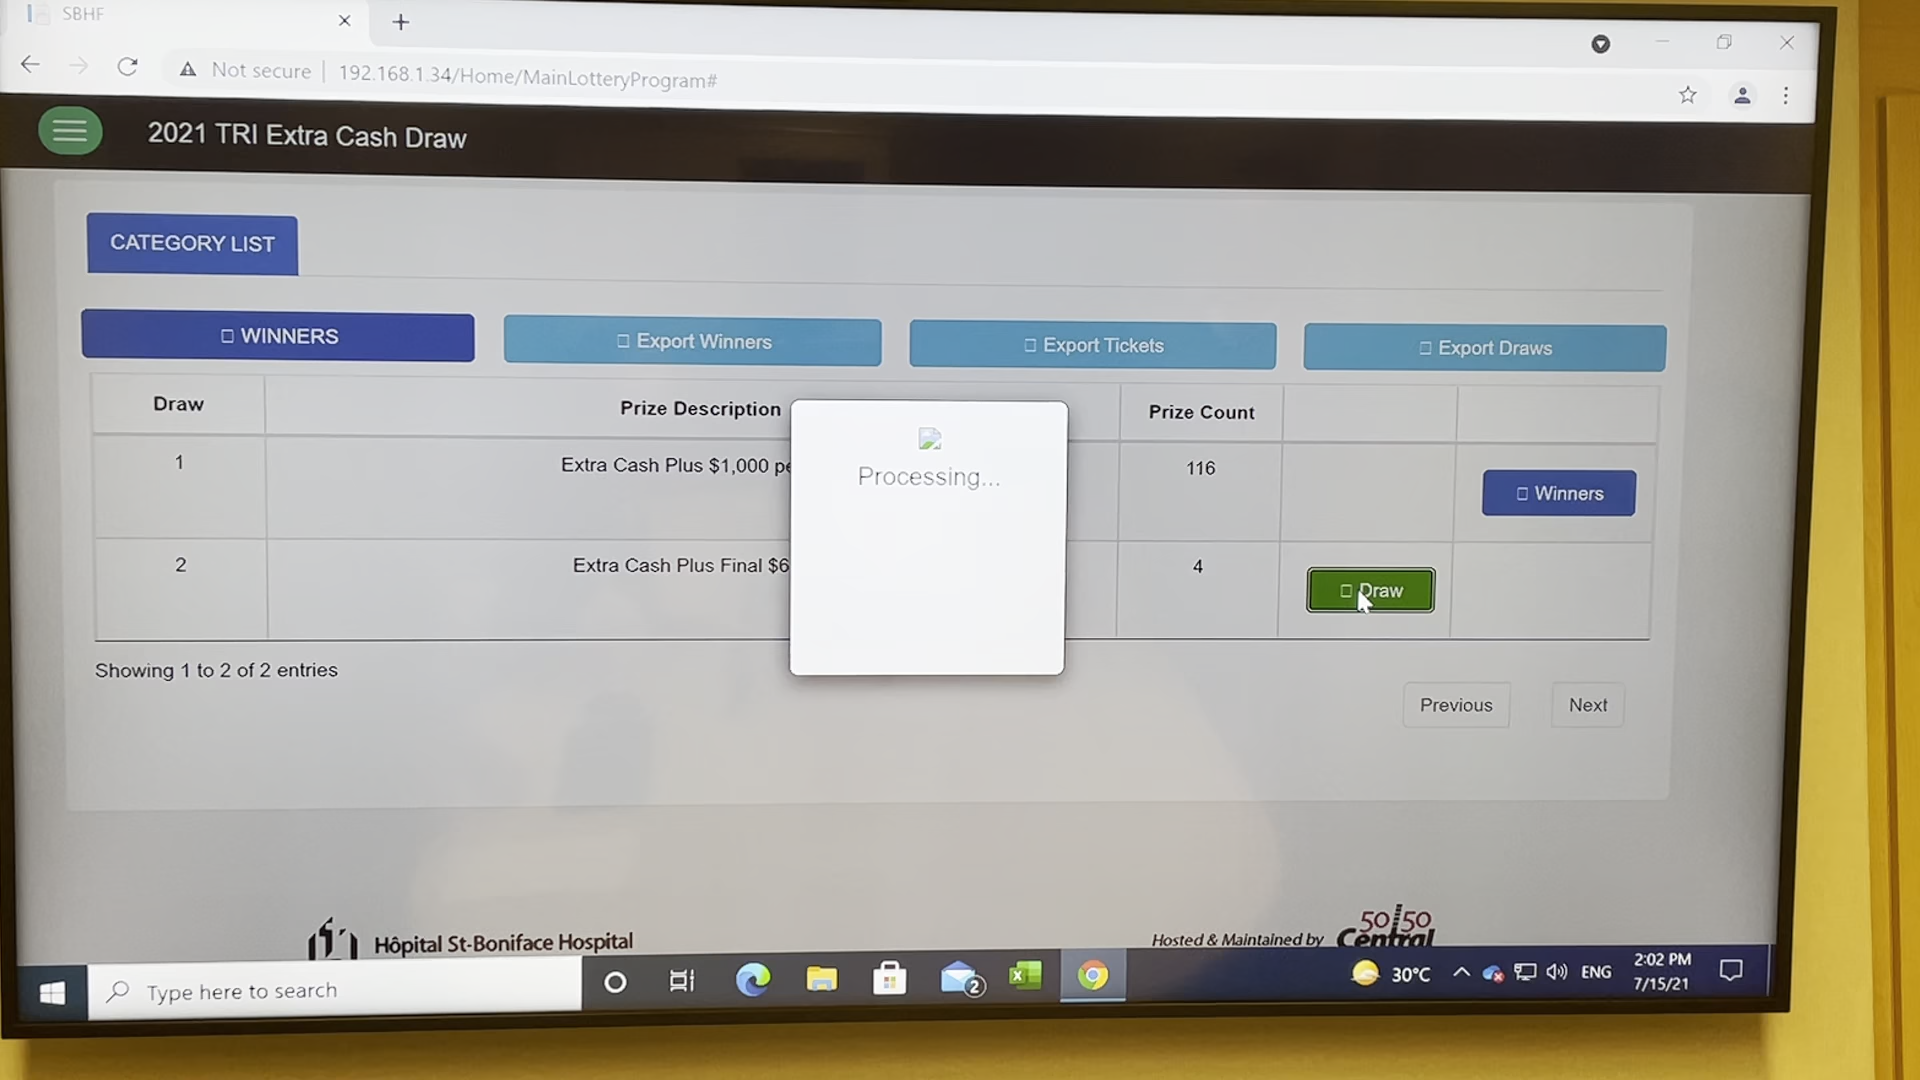 SBHF
Not secure 192.168.1.34/Home/MainLotteryProgram#
2021 TRI Extra Cash Draw
CATEGORY LIST
WINNERS
Export Winners
Export Tickets
Export Draws
Draw Prize Description Prize Count
1 Extra Cash Plus $1,000 116 Winners
2 Extra Cash Plus Final 4 Draw
Processing...
Showing 1 to 2 of 2 entries
Previous Next
Hôpital St-Boniface Hospital
Hosted & Maintained by 50/50 Central
Type here to search
2
30°C ENG
2:02 PM
7/15/21